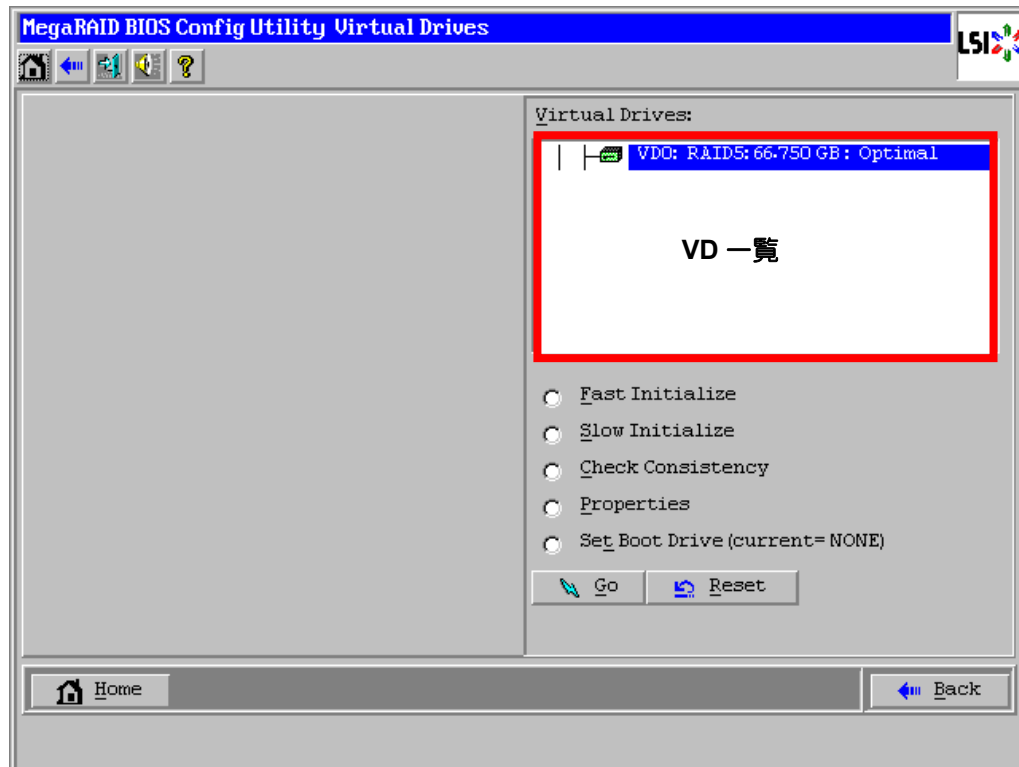 MegaRAID BIOS Config Utility Virtual Drives
LSI
?
Virtual Drives:
VD0: RAID5: 66.750 GB: Optimal
VD 一覧
Fast Initialize
Slow Initialize
Check Consistency
Properties
Set Boot Drive (current= NONE)
Go
Reset
Home
Back